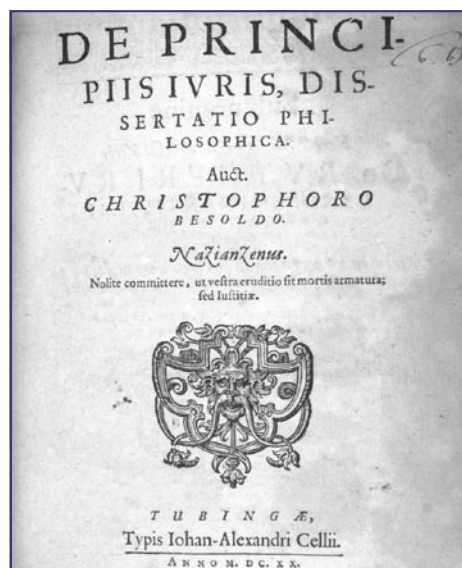 DE PRINCI-
PIIS IVRIS, DIS-
SERTATIO PHI-
LOSOPHICA.
Auct.
CHRISTOPHORO
BESOLDO.
Nazianzenus.
Nolite committere, ut vestra eruditio sit mortis armatura;
sed Iustitiæ.
TUBINGÆ,
Typis Iohan-Alexandri Cellii.
ANNO M. DC. XX.